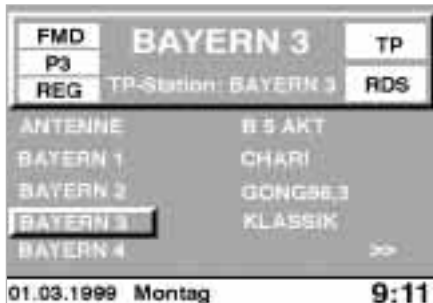 FMD BAYERN 3 TP
P3
REG TP-Station: BAYERN 3 RDS
ANTENNE B 5 AKT
BAYERN 1 CHARI
BAYERN 2 GONG96,3
BAYERN 3 KLASSIK
BAYERN 4 >>
01.03.1999 Montag 9:11